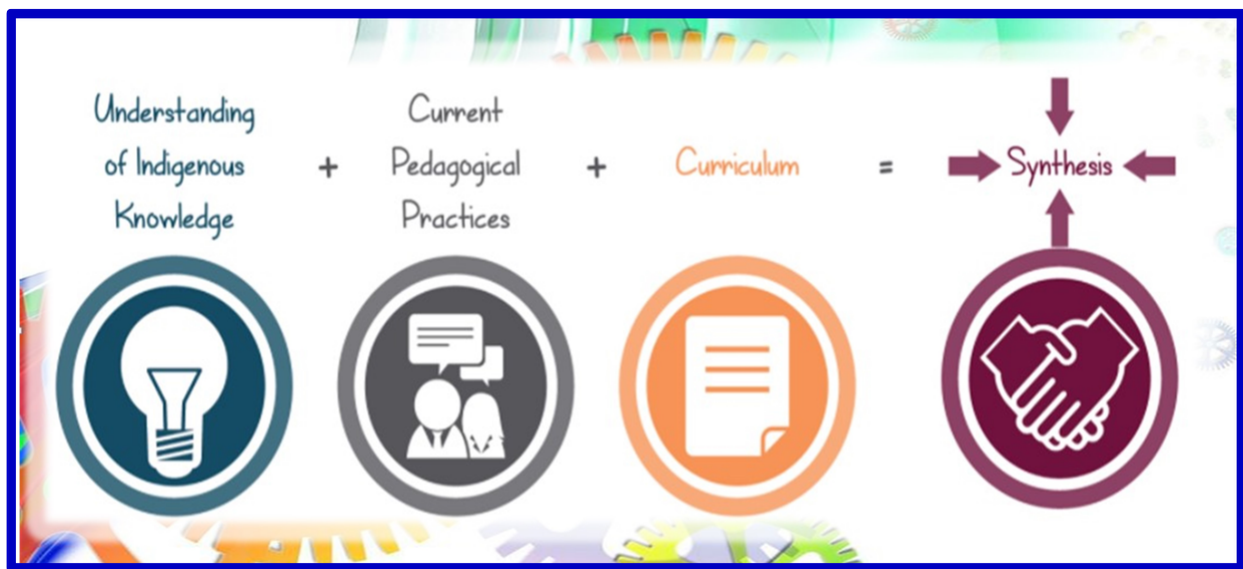 Understanding
of Indigenous
Knowledge
+
Current
Pedagogical
Practices
+
Curriculum
=
Synthesis